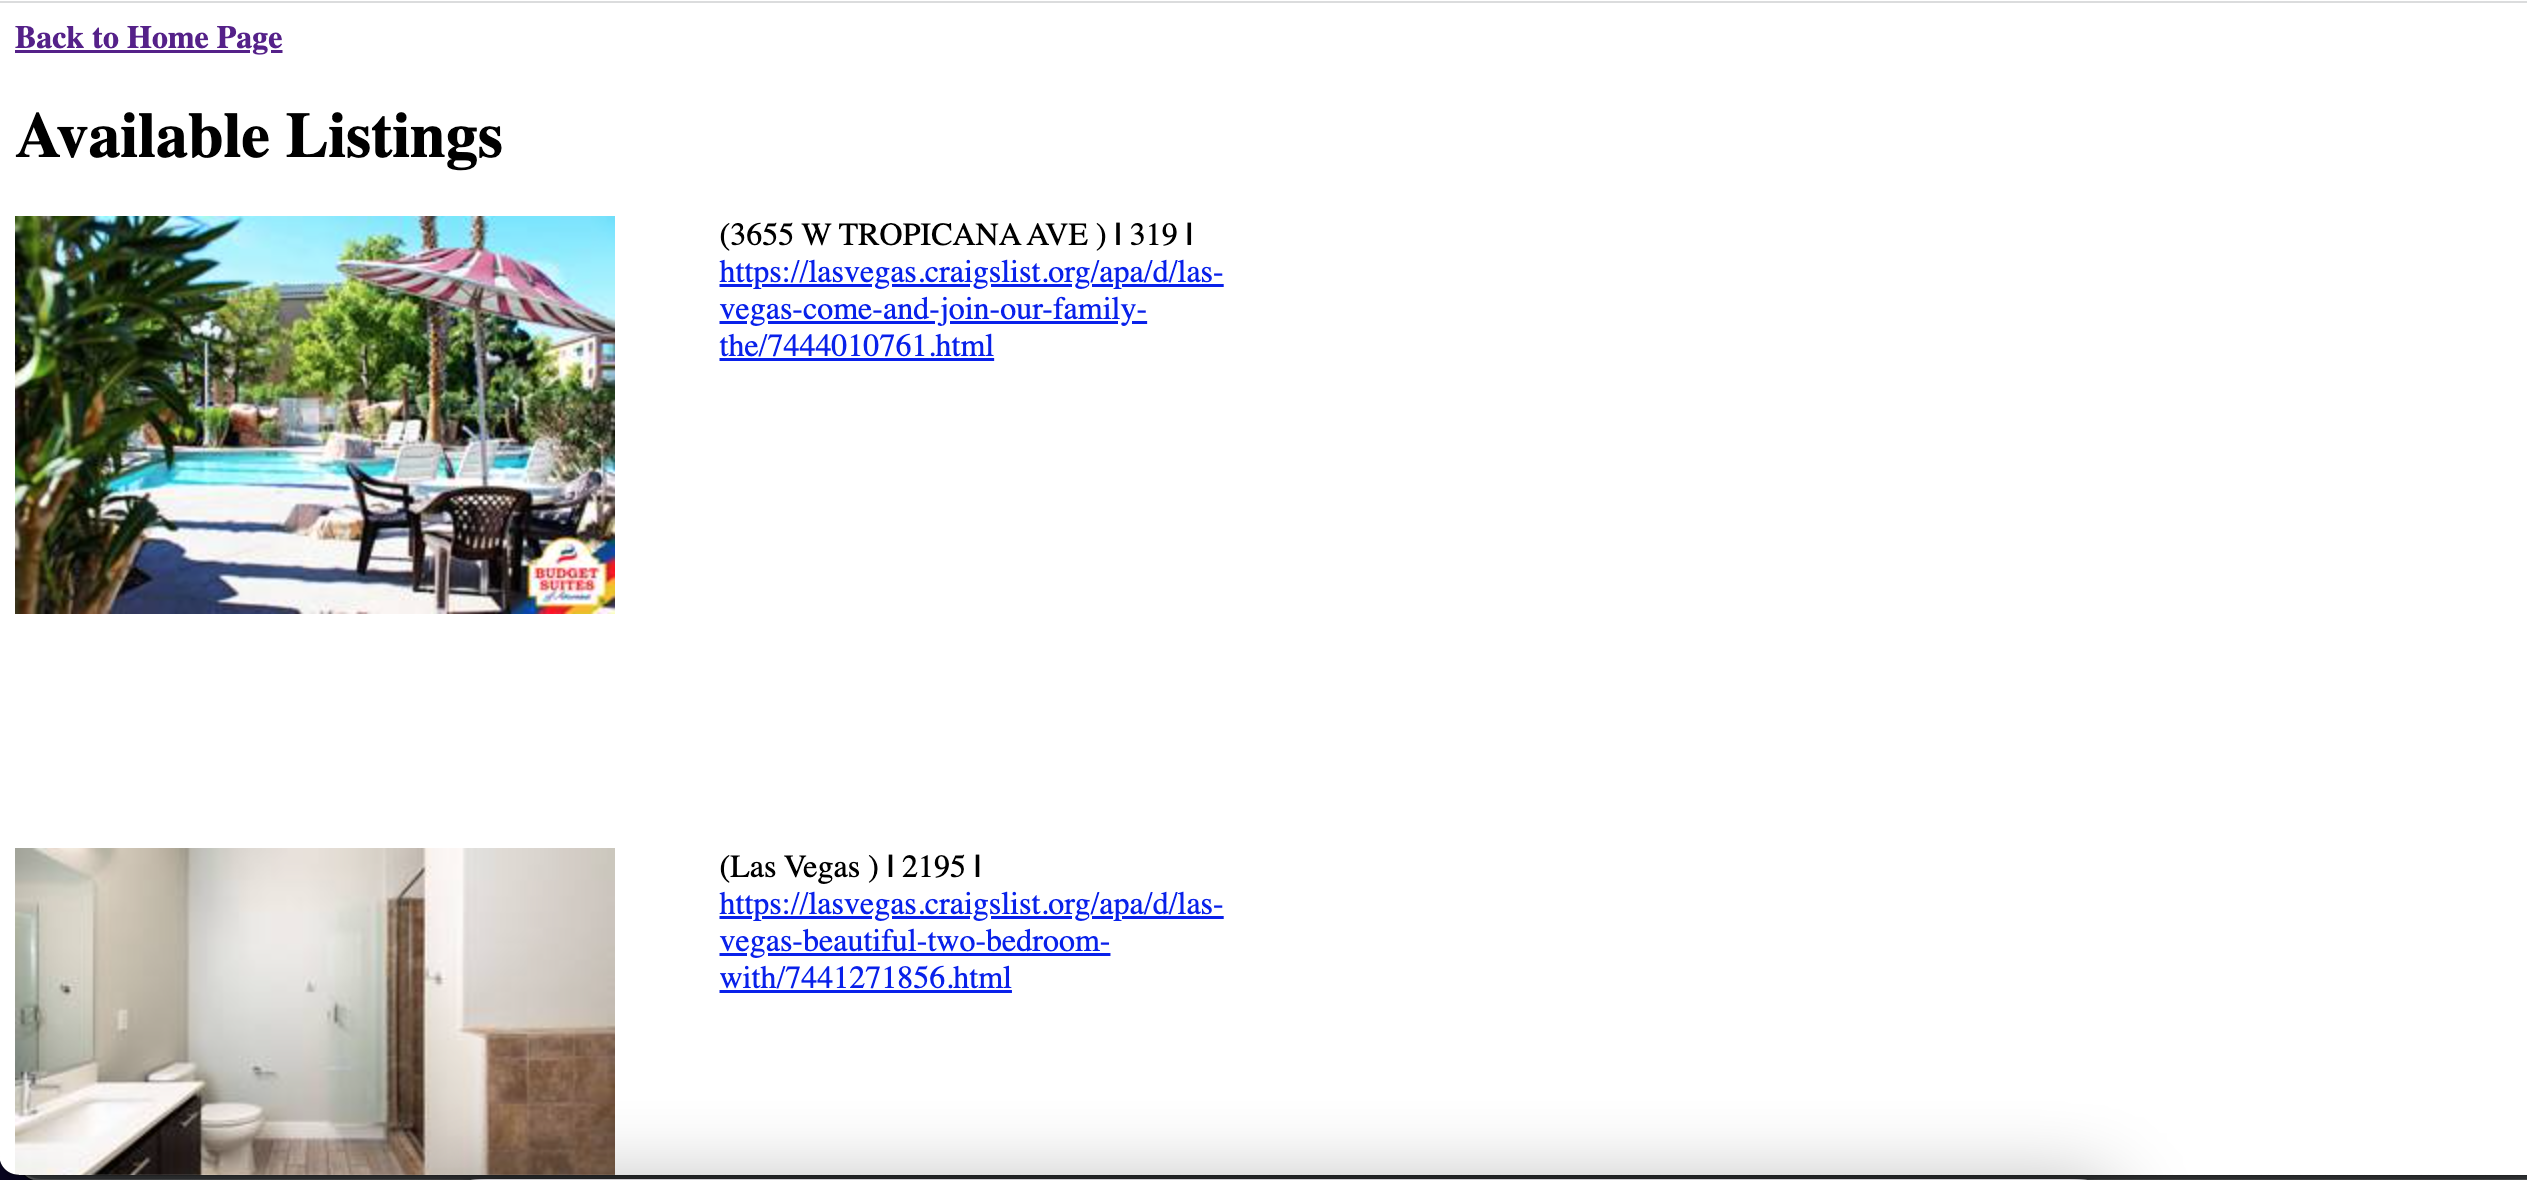 Back to Home Page
Available Listings
(3655 W TROPICANA AVE ) | 319 |
https://lasvegas.craigslist.org/apa/d/las-
vegas-come-and-join-our-family-
the/7444010761.html
BUDGET
SUITES
of America
(Las Vegas ) | 2195 |
https://lasvegas.craigslist.org/apa/d/las-
vegas-beautiful-two-bedroom-
with/7441271856.html